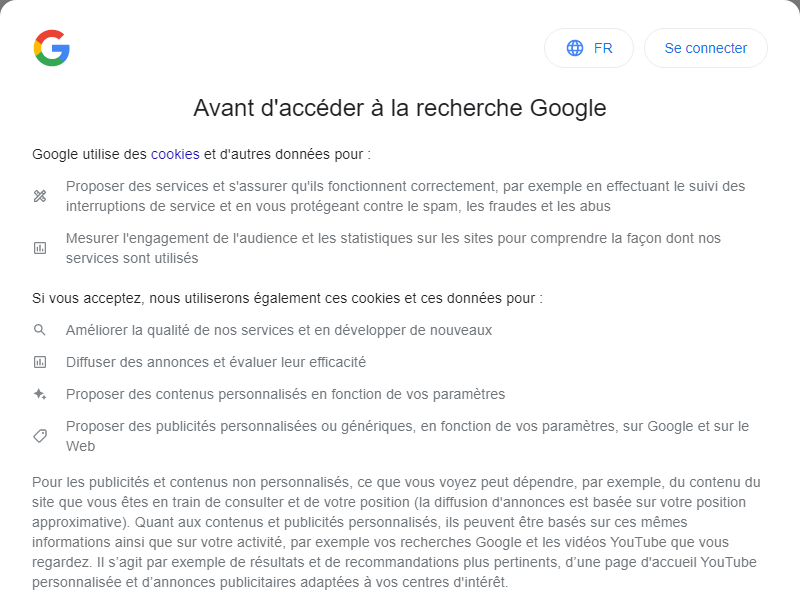 FR
Se connecter
Avant d'accéder à la recherche Google
Google utilise des cookies et d'autres données pour :
Proposer des services et s'assurer qu'ils fonctionnent correctement, par exemple en effectuant le suivi des
interruptions de service et en vous protégeant contre le spam, les fraudes et les abus
Mesurer l'engagement de l'audience et les statistiques sur les sites pour comprendre la façon dont nos
services sont utilisés
Si vous acceptez, nous utiliserons également ces cookies et ces données pour :
Améliorer la qualité de nos services et en développer de nouveaux
Diffuser des annonces et évaluer leur efficacité
Proposer des contenus personnalisés en fonction de vos paramètres
Proposer des publicités personnalisées ou génériques, en fonction de vos paramètres, sur Google et sur le
Web
Pour les publicités et contenus non personnalisés, ce que vous voyez peut dépendre, par exemple, du contenu du
site que vous êtes en train de consulter et de votre position (la diffusion d'annonces est basée sur votre position
approximative). Quant aux contenus et publicités personnalisés, ils peuvent être basés sur ces mêmes
informations ainsi que sur votre activité, par exemple vos recherches Google et les vidéos YouTube que vous
regardez. Il s’agit par exemple de résultats et de recommandations plus pertinents, d’une page d'accueil YouTube
personnalisée et d’annonces publicitaires adaptées à vos centres d'intérêt.